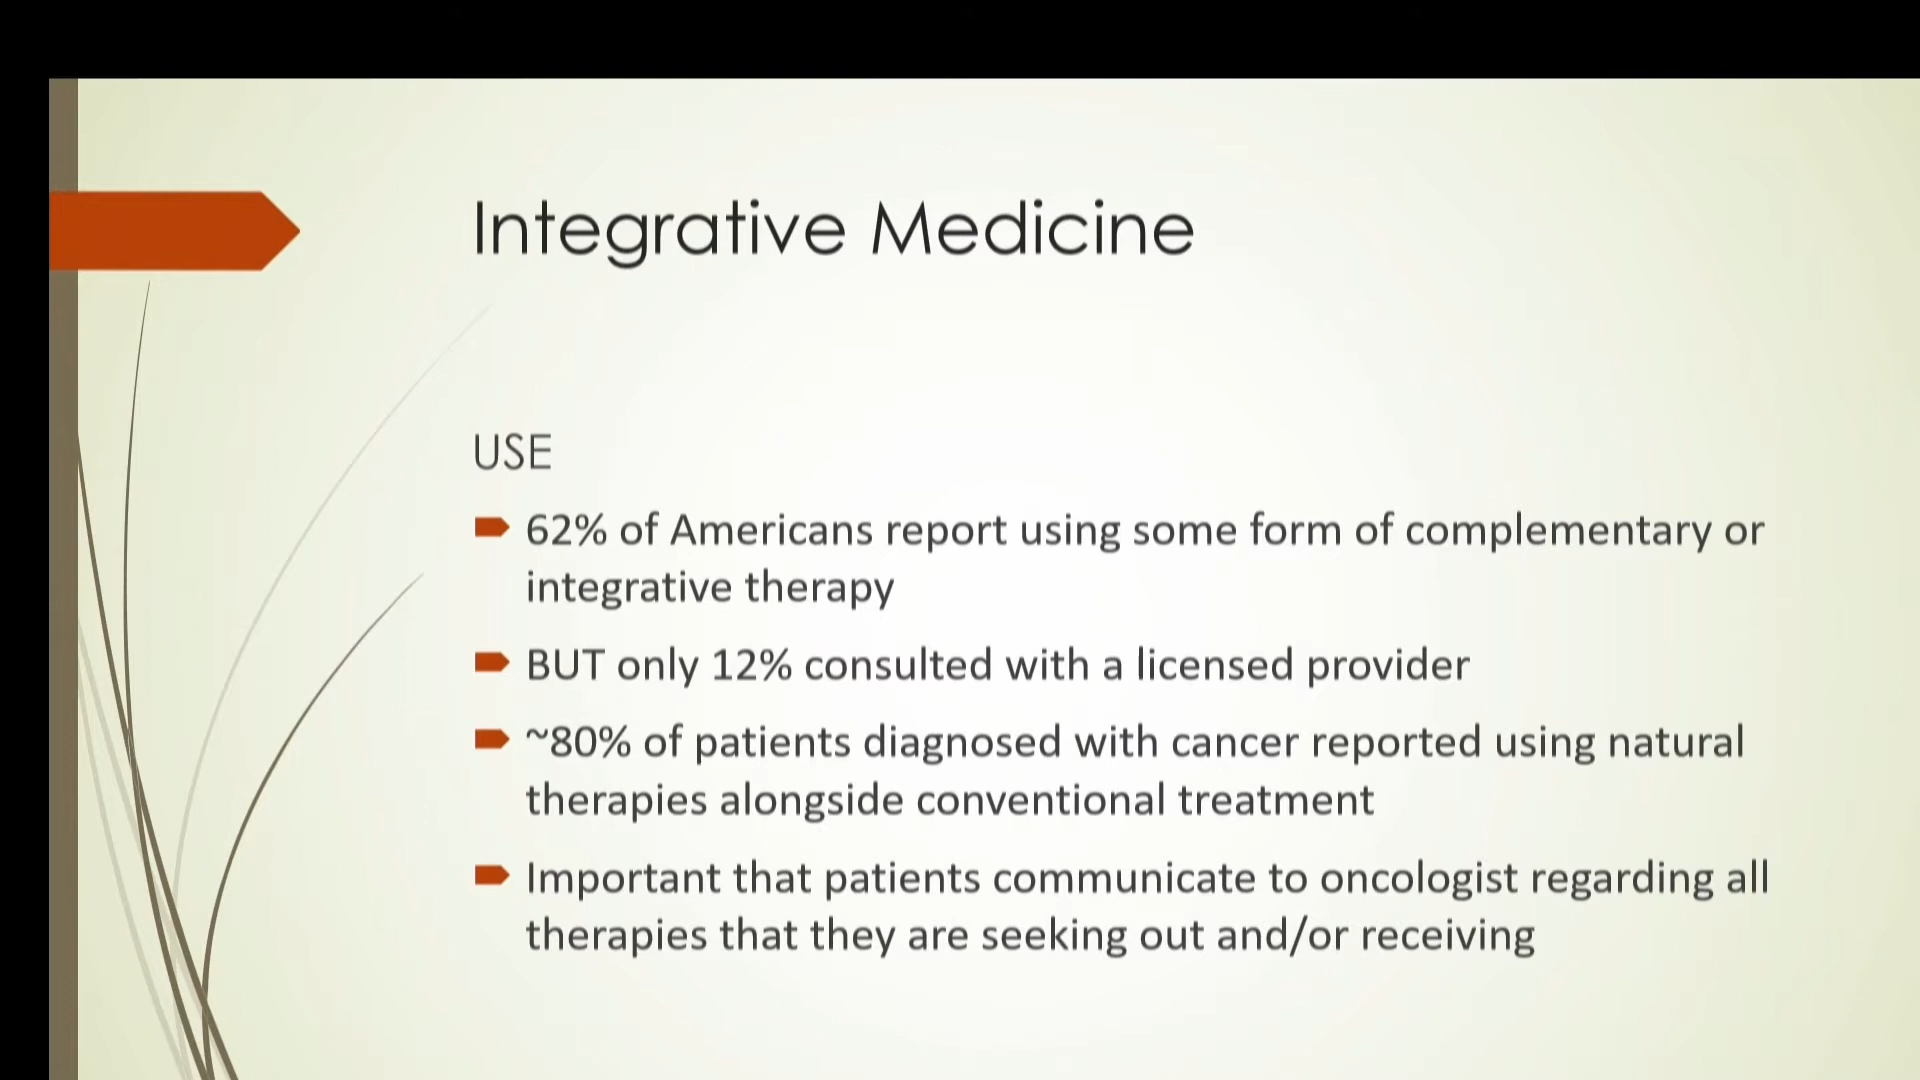 Integrative Medicine
USE
62% of Americans report using some form of complementary or
integrative therapy
BUT only 12% consulted with a licensed provider
~80% of patients diagnosed with cancer reported using natural
therapies alongside conventional treatment
Important that patients communicate to oncologist regarding all
therapies that they are seeking out and/or receiving